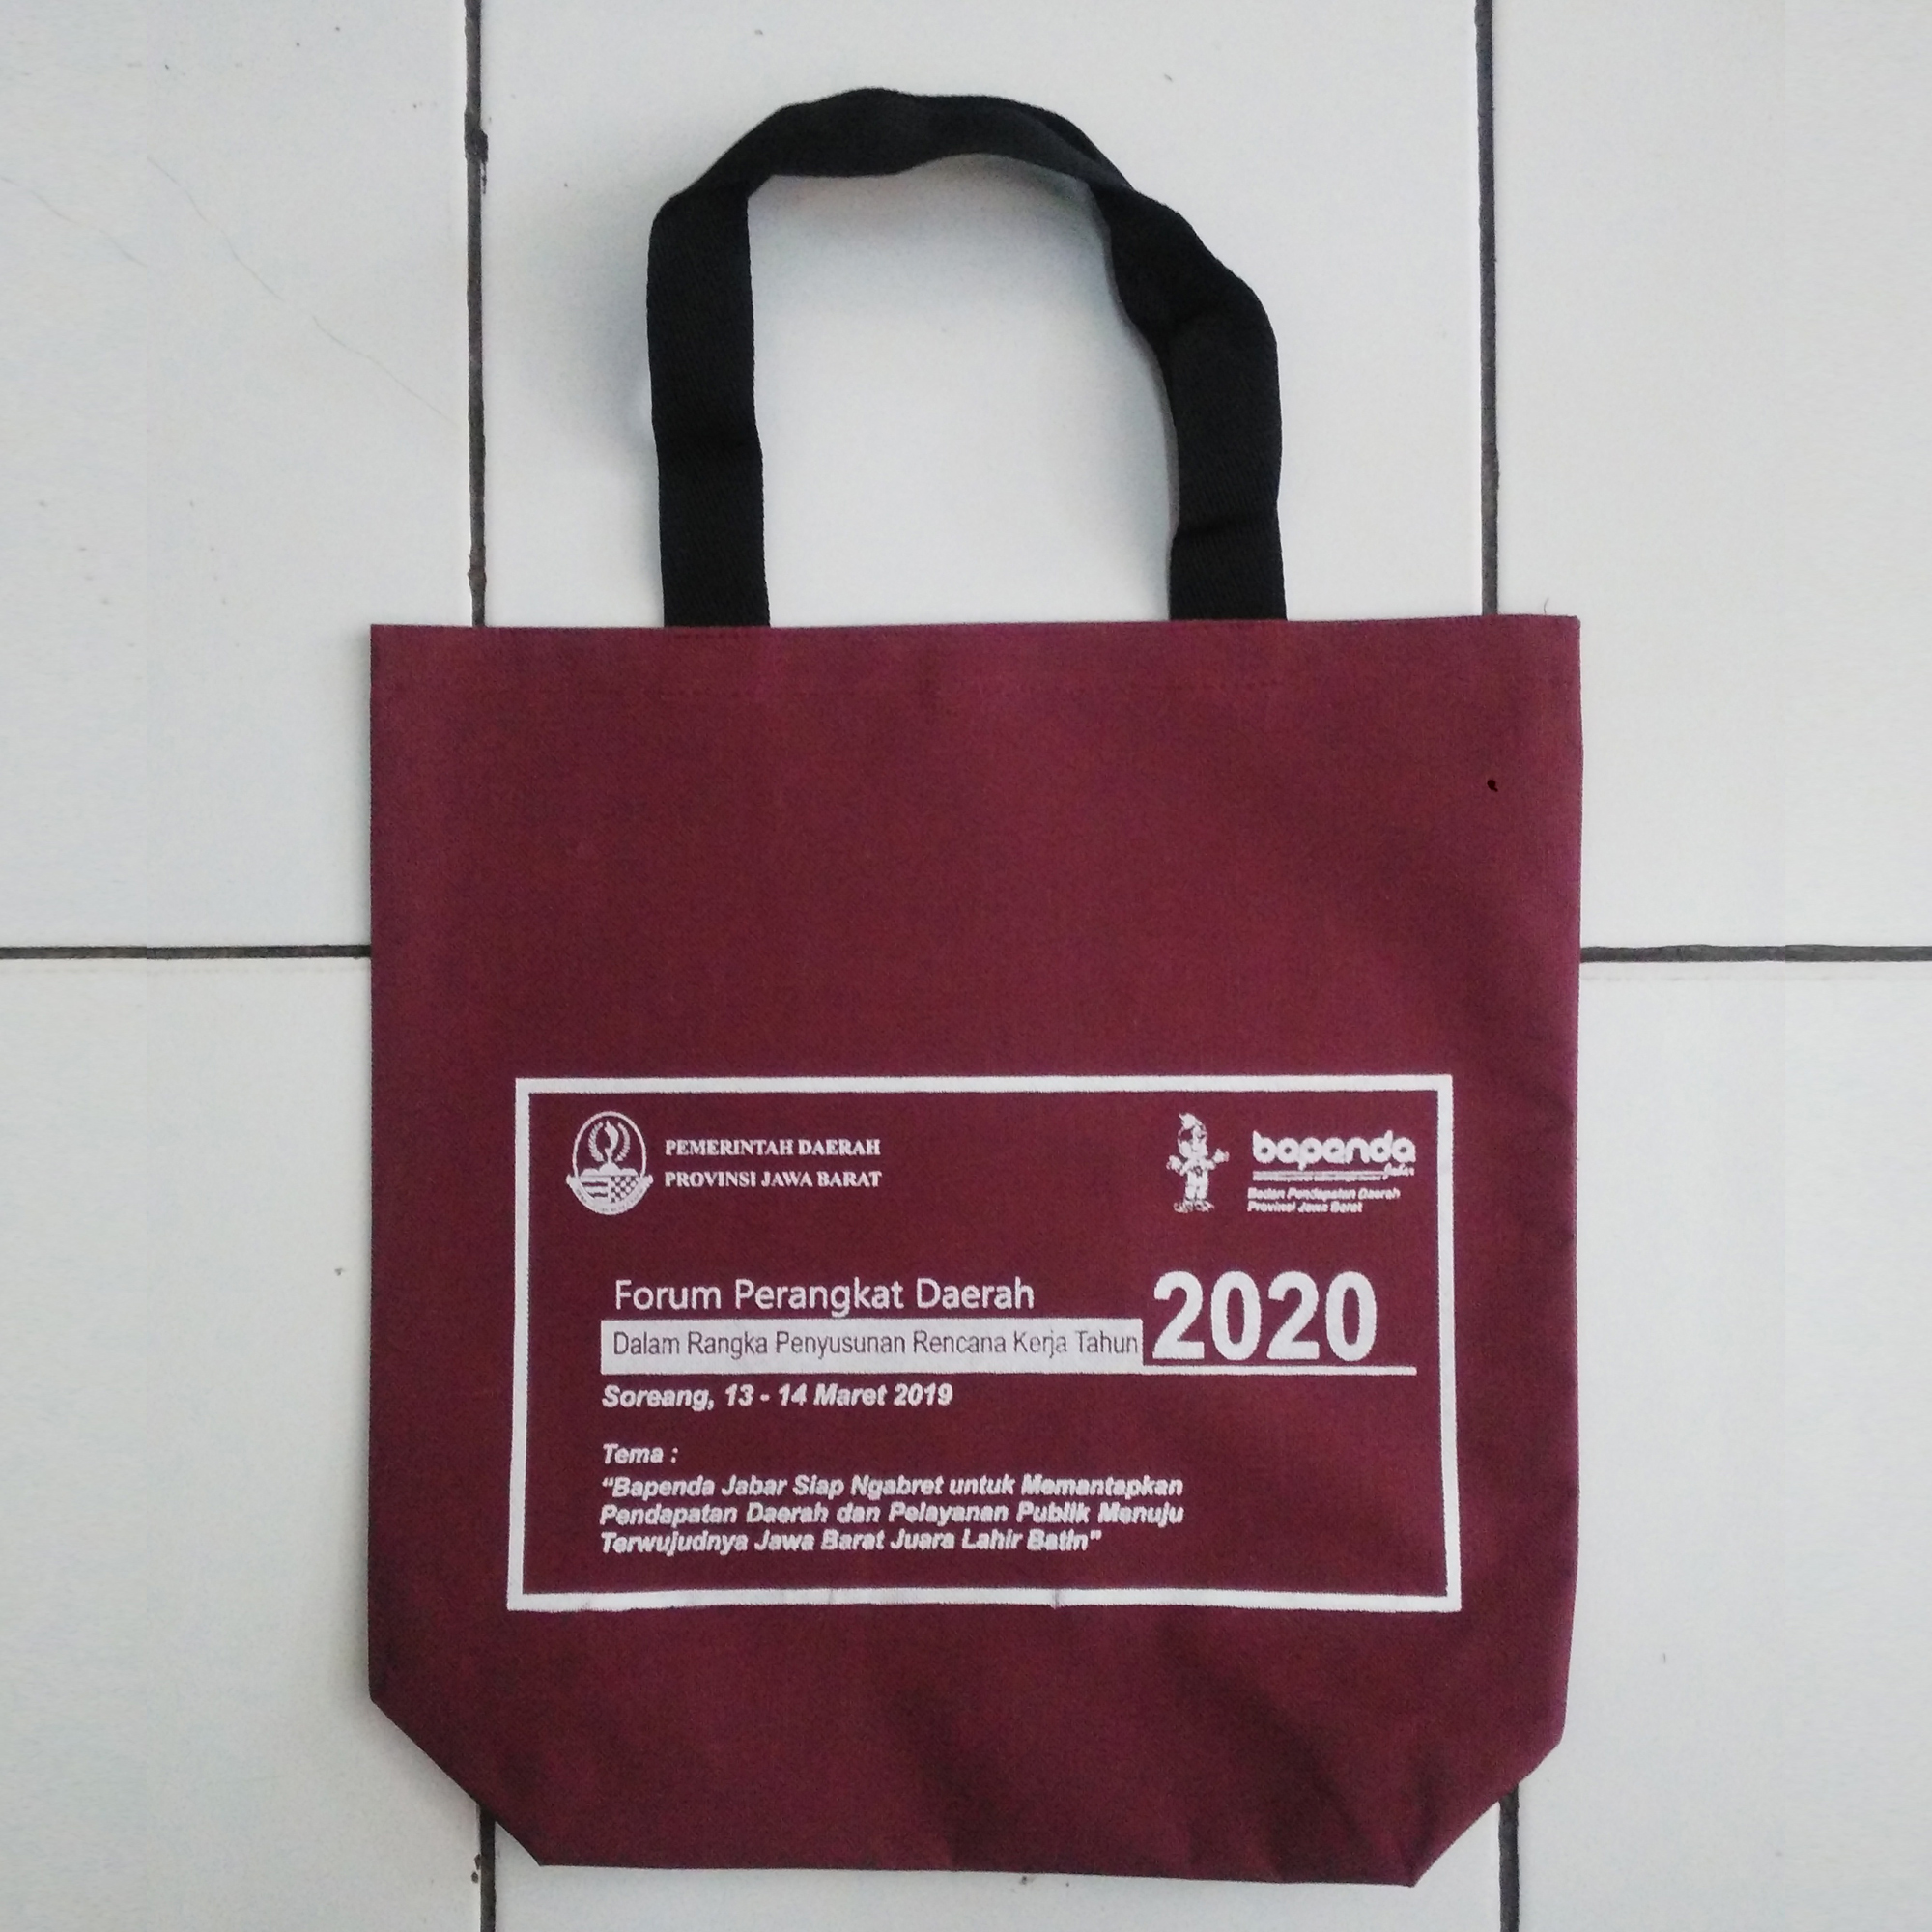 PEMERINTAH DAERAH
PROVINSI JAWA BARAT
bapenda
Jabar
Badan Pendapatan Daerah
Provinsi Jawa Barat
Forum Perangkat Daerah
Dalam Rangka Penyusunan Rencana Kerja Tahun 2020
Soreang, 13 - 14 Maret 2019
Tema :
“Bapenda Jabar Siap Ngabret untuk Memantapkan
Pendapatan Daerah dan Pelayanan Publik Menuju
Terwujudnya Jawa Barat Juara Lahir Batin”